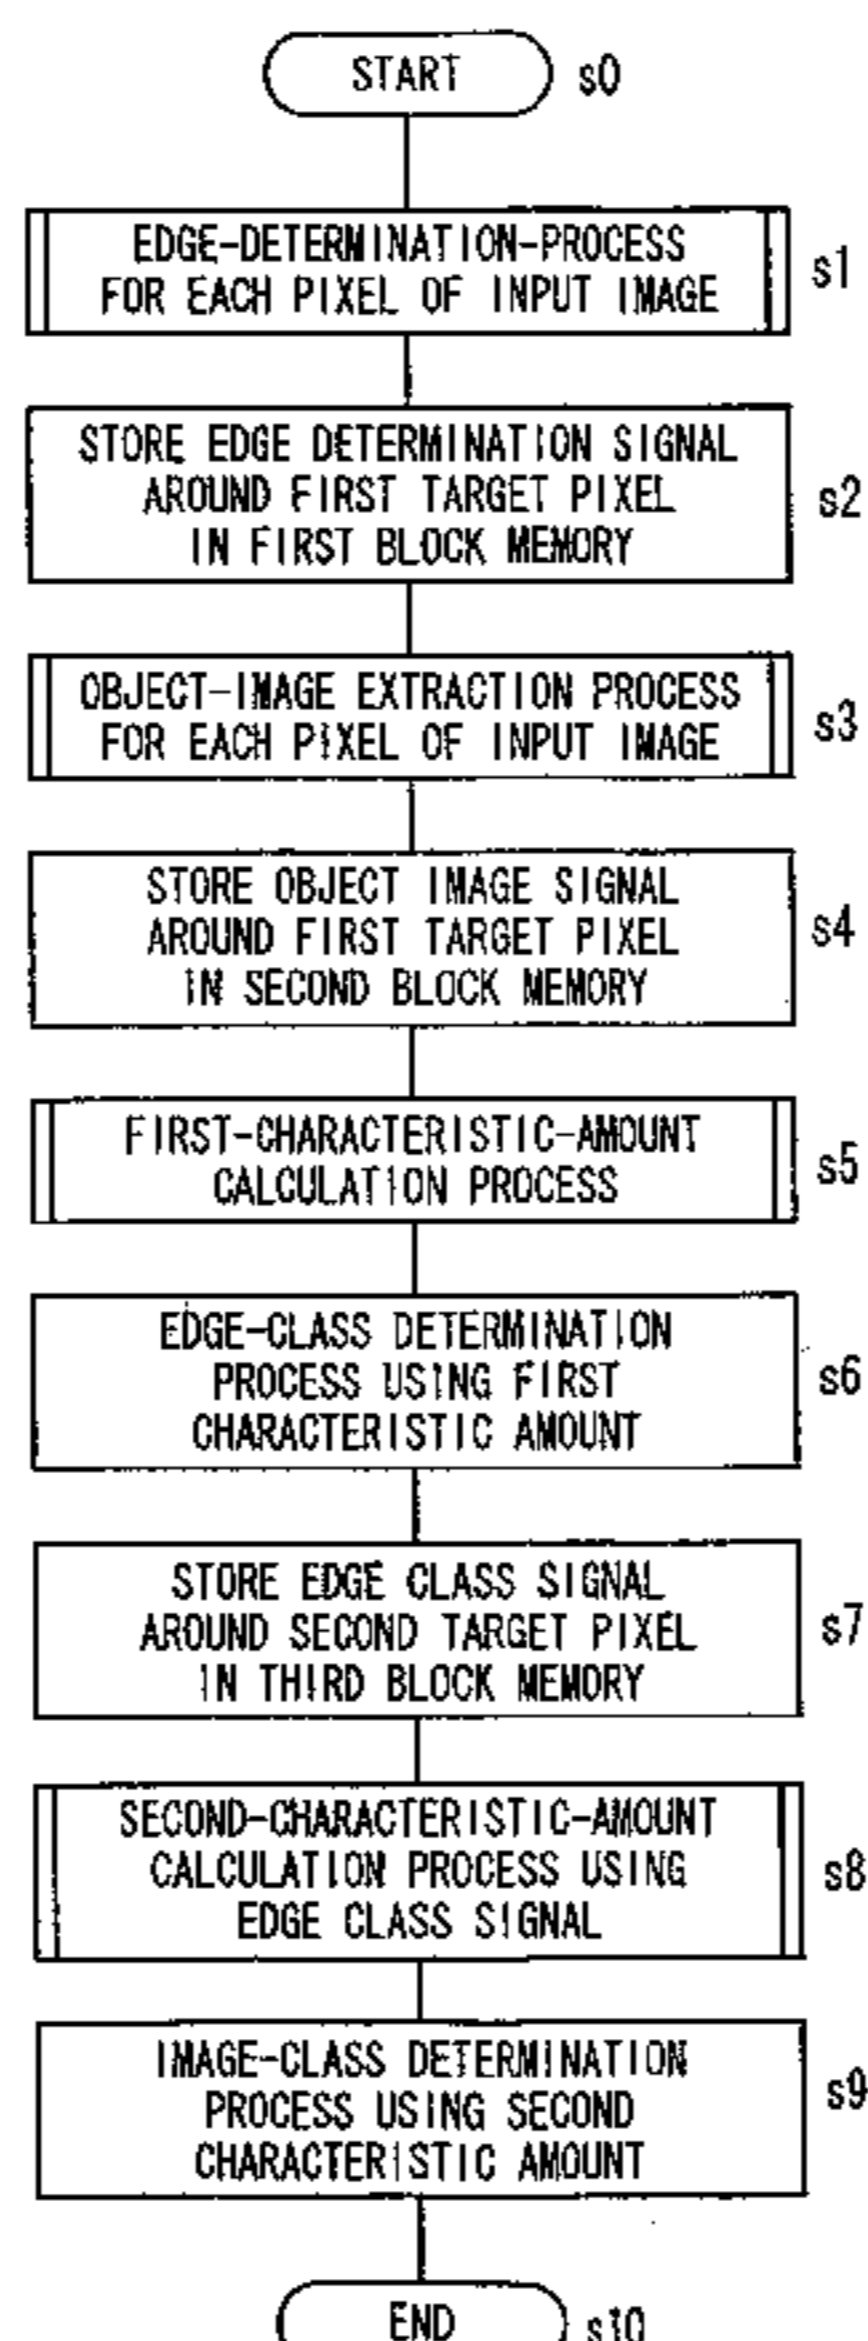 START s0
EDGE-DETERMINATION-PROCESS
FOR EACH PIXEL OF INPUT IMAGE
s1
STORE EDGE DETERMINATION SIGNAL
AROUND FIRST TARGET PIXEL
IN FIRST BLOCK MEMORY
s2
OBJECT-IMAGE EXTRACTION PROCESS
FOR EACH PIXEL OF INPUT IMAGE
s3
STORE OBJECT IMAGE SIGNAL
AROUND FIRST TARGET PIXEL
IN SECOND BLOCK MEMORY
s4
FIRST-CHARACTERISTIC-AMOUNT
CALCULATION PROCESS
s5
EDGE-CLASS DETERMINATION
PROCESS USING FIRST
CHARACTERISTIC AMOUNT
s6
STORE EDGE CLASS SIGNAL
AROUND SECOND TARGET PIXEL
IN THIRD BLOCK MEMORY
s7
SECOND-CHARACTERISTIC-AMOUNT
CALCULATION PROCESS USING
EDGE CLASS SIGNAL
s8
IMAGE-CLASS DETERMINATION
PROCESS USING SECOND
CHARACTERISTIC AMOUNT
s9
END s10